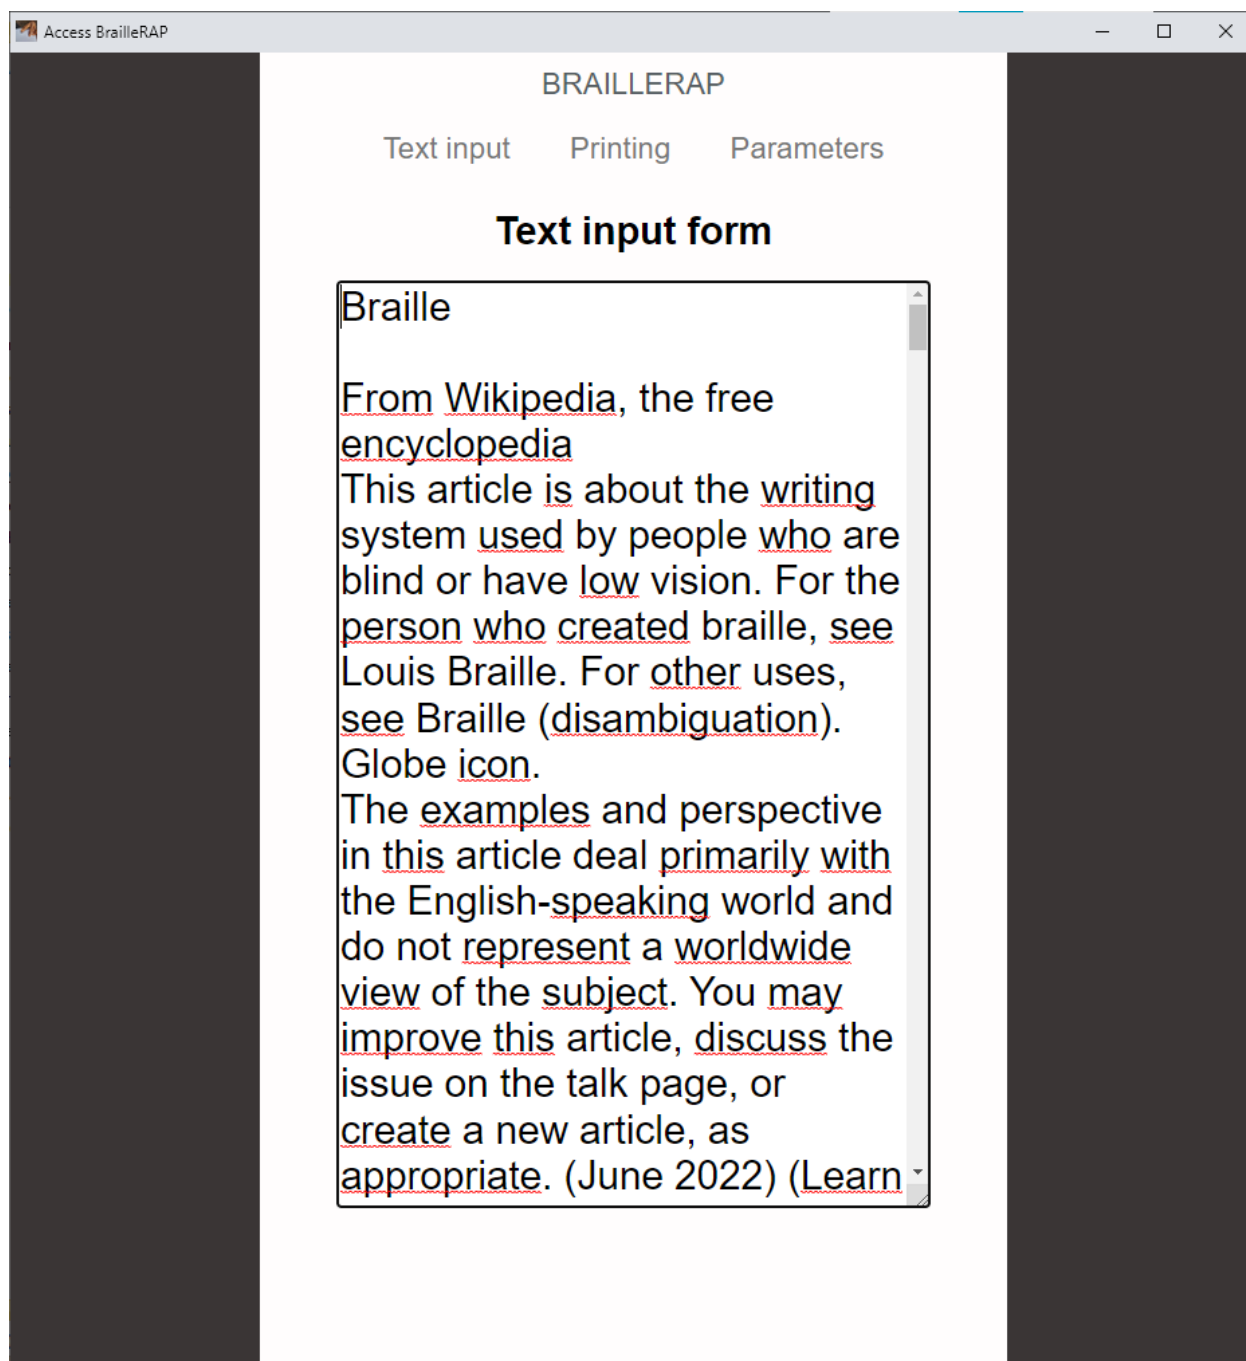 Access BrailleRAP
BRAILLERAP
Text input Printing Parameters
Text input form
Braille
From Wikipedia, the free
encyclopedia
This article is about the writing
system used by people who are
blind or have low vision. For the
person who created braille, see
Louis Braille. For other uses,
see Braille (disambiguation).
Globe icon.
The examples and perspective
in this article deal primarily with
the English-speaking world and
do not represent a worldwide
view of the subject. You may
improve this article, discuss the
issue on the talk page, or
create a new article, as
appropriate. (June 2022) (Learn